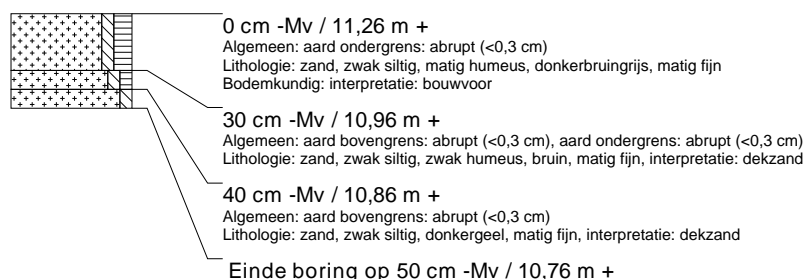 0 cm -Mv / 11,26 m +
Algemeen: aard ondergrens: abrupt (<0,3 cm)
Lithologie: zand, zwak siltig, matig humeus, donkerbruingrijs, matig fijn
Bodemkundig: interpretatie: bouwvoor
30 cm -Mv / 10,96 m +
Algemeen: aard bovengrens: abrupt (<0,3 cm), aard ondergrens: abrupt (<0,3 cm)
Lithologie: zand, zwak siltig, zwak humeus, bruin, matig fijn, interpretatie: dekzand
40 cm -Mv / 10,86 m +
Algemeen: aard bovengrens: abrupt (<0,3 cm)
Lithologie: zand, zwak siltig, donkergeel, matig fijn, interpretatie: dekzand
Einde boring op 50 cm -Mv / 10,76 m +